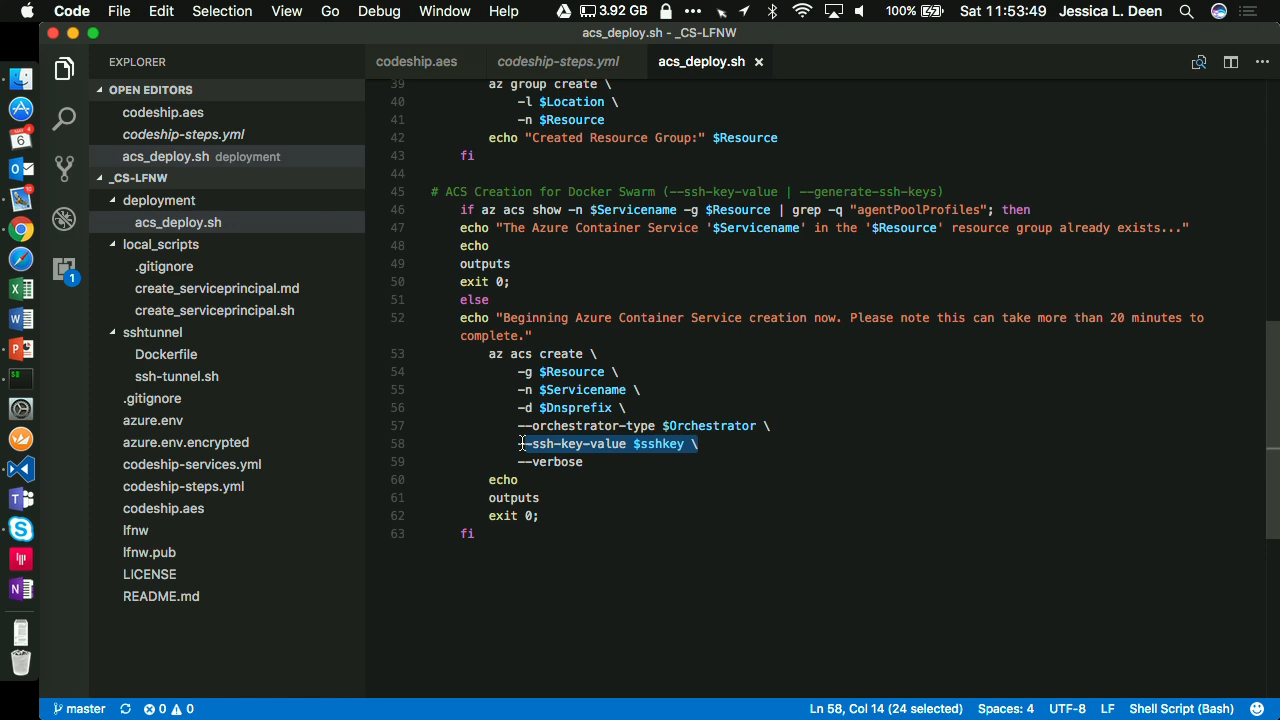 Code File Edit Selection View Go Debug Window Help 3.92 GB 100% Sat 11:53:49 Jessica L. Deen
acs_deploy.sh - _CS-LFNW
EXPLORER
OPEN EDITORS
codeship.aes
codeship-steps.yml
acs_deploy.sh deployment
_CS-LFNW
deployment
acs_deploy.sh
local_scripts
.gitignore
create_serviceprincipal.md
create_serviceprincipal.sh
sshtunnel
Dockerfile
ssh-tunnel.sh
.gitignore
azure.env
azure.env.encrypted
codeship-services.yml
codeship-steps.yml
codeship.aes
lfnw
lfnw.pub
LICENSE
README.md
codeship.aes codeship-steps.yml acs_deploy.sh
39 az group create \
40 -l $Location \
41 -n $Resource
42 echo "Created Resource Group:" $Resource
43 fi
44
45 # ACS Creation for Docker Swarm (--ssh-key-value | --generate-ssh-keys)
46 if az acs show -n $Servicename -g $Resource | grep -q "agentPoolProfiles"; then
47 echo "The Azure Container Service '$Servicename' in the '$Resource' resource group already exists..."
48 echo
49 outputs
50 exit 0;
51 else
52 echo "Beginning Azure Container Service creation now. Please note this can take more than 20 minutes to
complete."
53 az acs create \
54 -g $Resource \
55 -n $Servicename \
56 -d $Dnsprefix \
57 --orchestrator-type $Orchestrator \
58 --ssh-key-value $sshkey \
59 --verbose
60 echo
61 outputs
62 exit 0;
63 fi
1
master 0 0 Ln 58, Col 14 (24 selected) Spaces: 4 UTF-8 LF Shell Script (Bash)